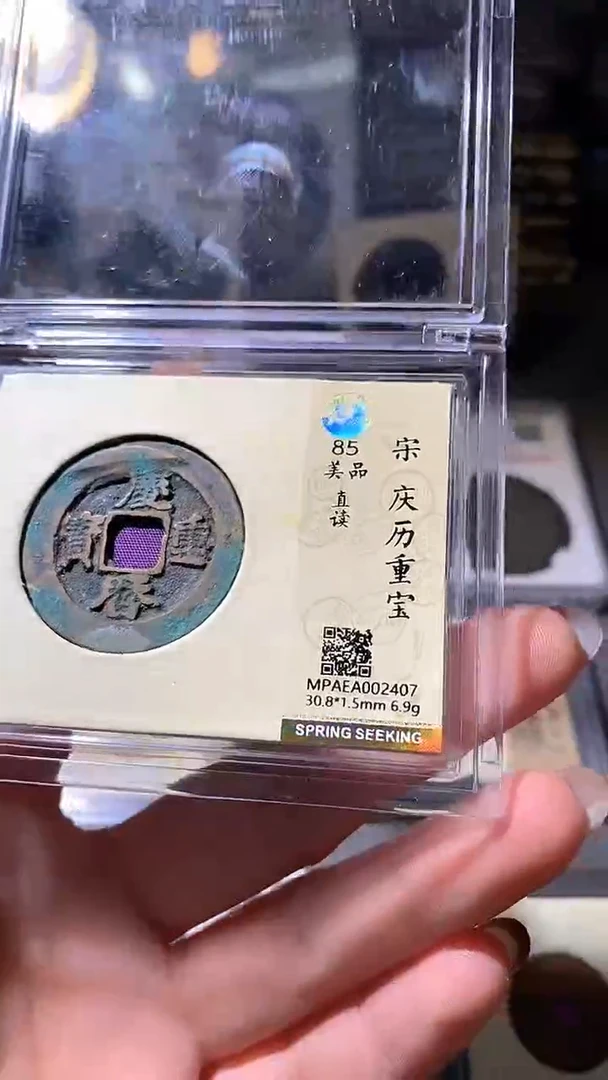 慶
重
曆
寳
85
美品
直
读
宋 庆历重宝
MPAEA002407
30.8*1.5mm 6.9g
SPRING SEEKING